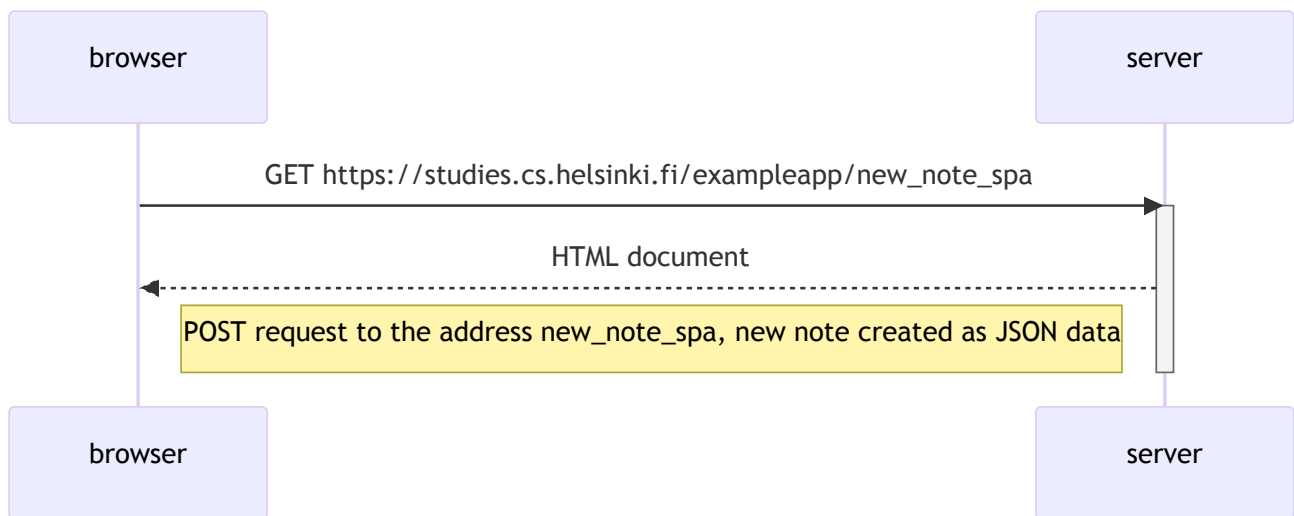 browser
server
GET https://studies.cs.helsinki.fi/exampleapp/new_note_spa
HTML document
POST request to the address new_note_spa, new note created as JSON data
browser
server